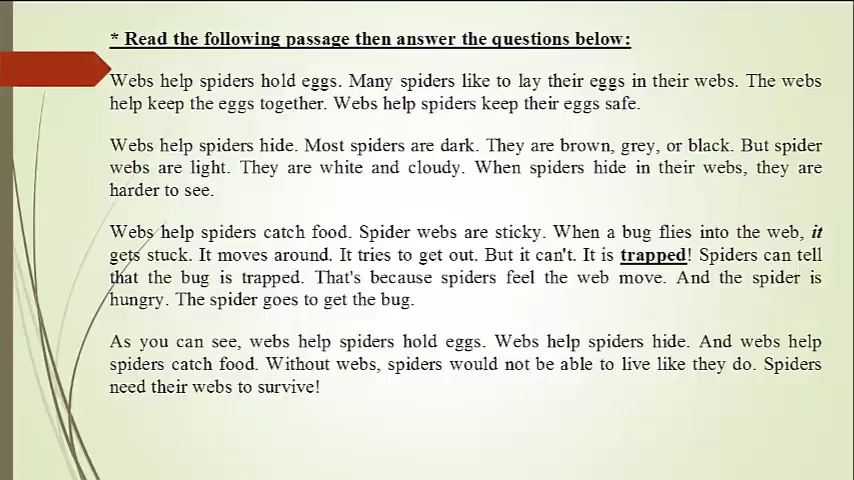 * Read the following passage then answer the questions below:
Webs help spiders hold eggs. Many spiders like to lay their eggs in their webs. The webs
help keep the eggs together. Webs help spiders keep their eggs safe.
Webs help spiders hide. Most spiders are dark. They are brown, grey, or black. But spider
webs are light. They are white and cloudy. When spiders hide in their webs, they are
harder to see.
Webs help spiders catch food. Spider webs are sticky. When a bug flies into the web, it
gets stuck. It moves around. It tries to get out. But it can't. It is trapped! Spiders can tell
that the bug is trapped. That's because spiders feel the web move. And the spider is
hungry. The spider goes to get the bug.
As you can see, webs help spiders hold eggs. Webs help spiders hide. And webs help
spiders catch food. Without webs, spiders would not be able to live like they do. Spiders
need their webs to survive!